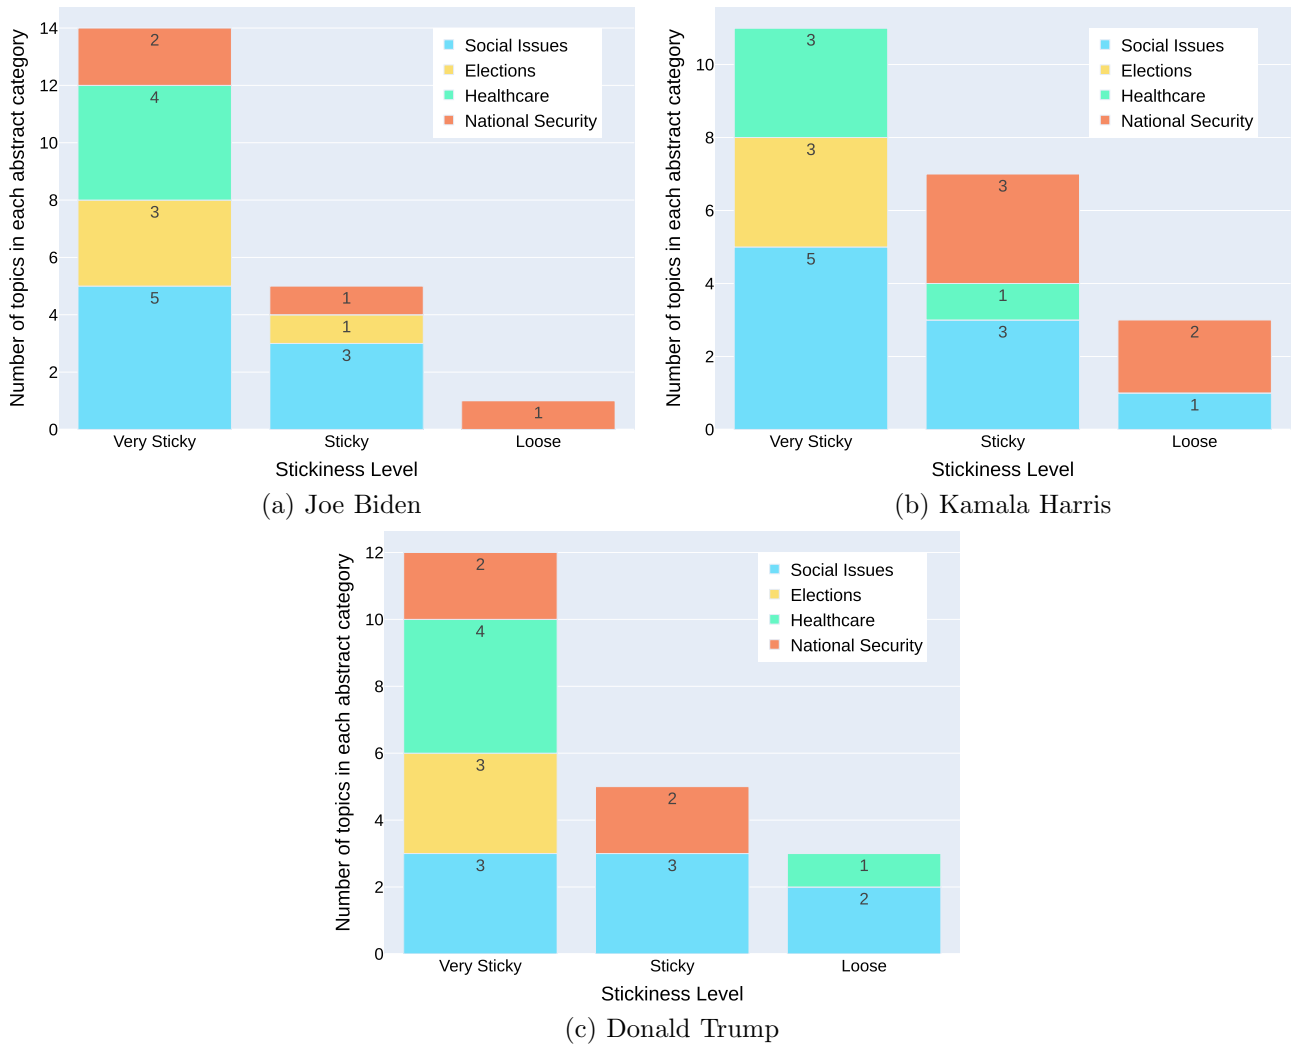 Number of topics in each abstract category
14
12
10
8
6
4
2
0
2
4
3
5
1
1
3
1
Social Issues
Elections
Healthcare
National Security
Very Sticky
Sticky
Loose
Stickiness Level
(a) Joe Biden
Number of topics in each abstract category
10
8
6
4
2
0
3
3
5
3
1
3
2
1
Social Issues
Elections
Healthcare
National Security
Very Sticky
Sticky
Loose
Stickiness Level
(b) Kamala Harris
Number of topics in each abstract category
12
10
8
6
4
2
0
2
4
3
3
2
3
1
2
Social Issues
Elections
Healthcare
National Security
Very Sticky
Sticky
Loose
Stickiness Level
(c) Donald Trump